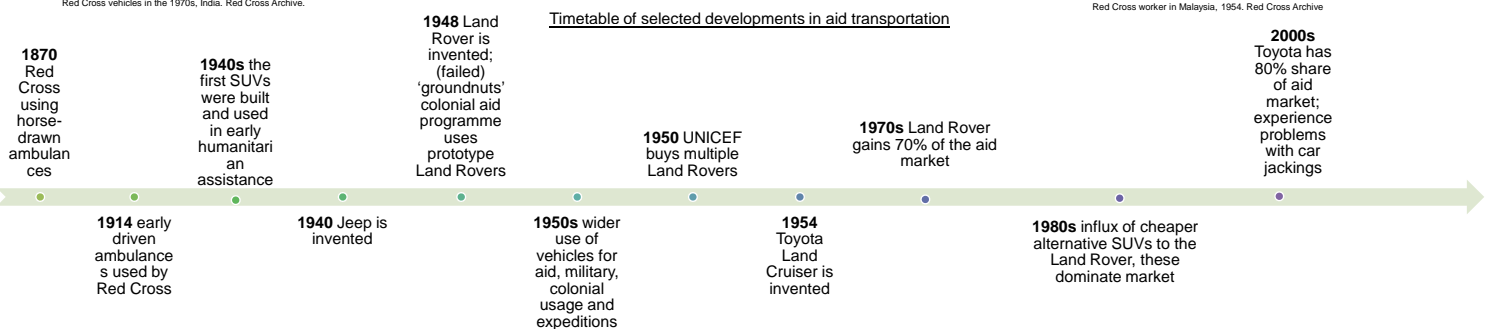 Red Cross vehicles in the 1970s, India. Red Cross Archive.
Red Cross worker in Malaysia, 1954. Red Cross Archive
Timetable of selected developments in aid transportation
1870
Red
Cross
using
horse-
drawn
ambulan
ces
1914 early
driven
ambulance
s used by
Red Cross
1940s the
first SUVs
were built
and used
in early
humanitari
an
assistance
1940 Jeep is
invented
1948 Land
Rover is
invented;
(failed)
‘groundnuts’
colonial aid
programme
uses
prototype
Land Rovers
1950s wider
use of
vehicles for
aid, military,
colonial
usage and
expeditions
1950 UNICEF
buys multiple
Land Rovers
1954
Toyota
Land
Cruiser is
invented
1970s Land Rover
gains 70% of the aid
market
1980s influx of cheaper
alternative SUVs to the
Land Rover, these
dominate market
2000s
Toyota has
80% share
of aid
market;
experience
problems
with car
jackings